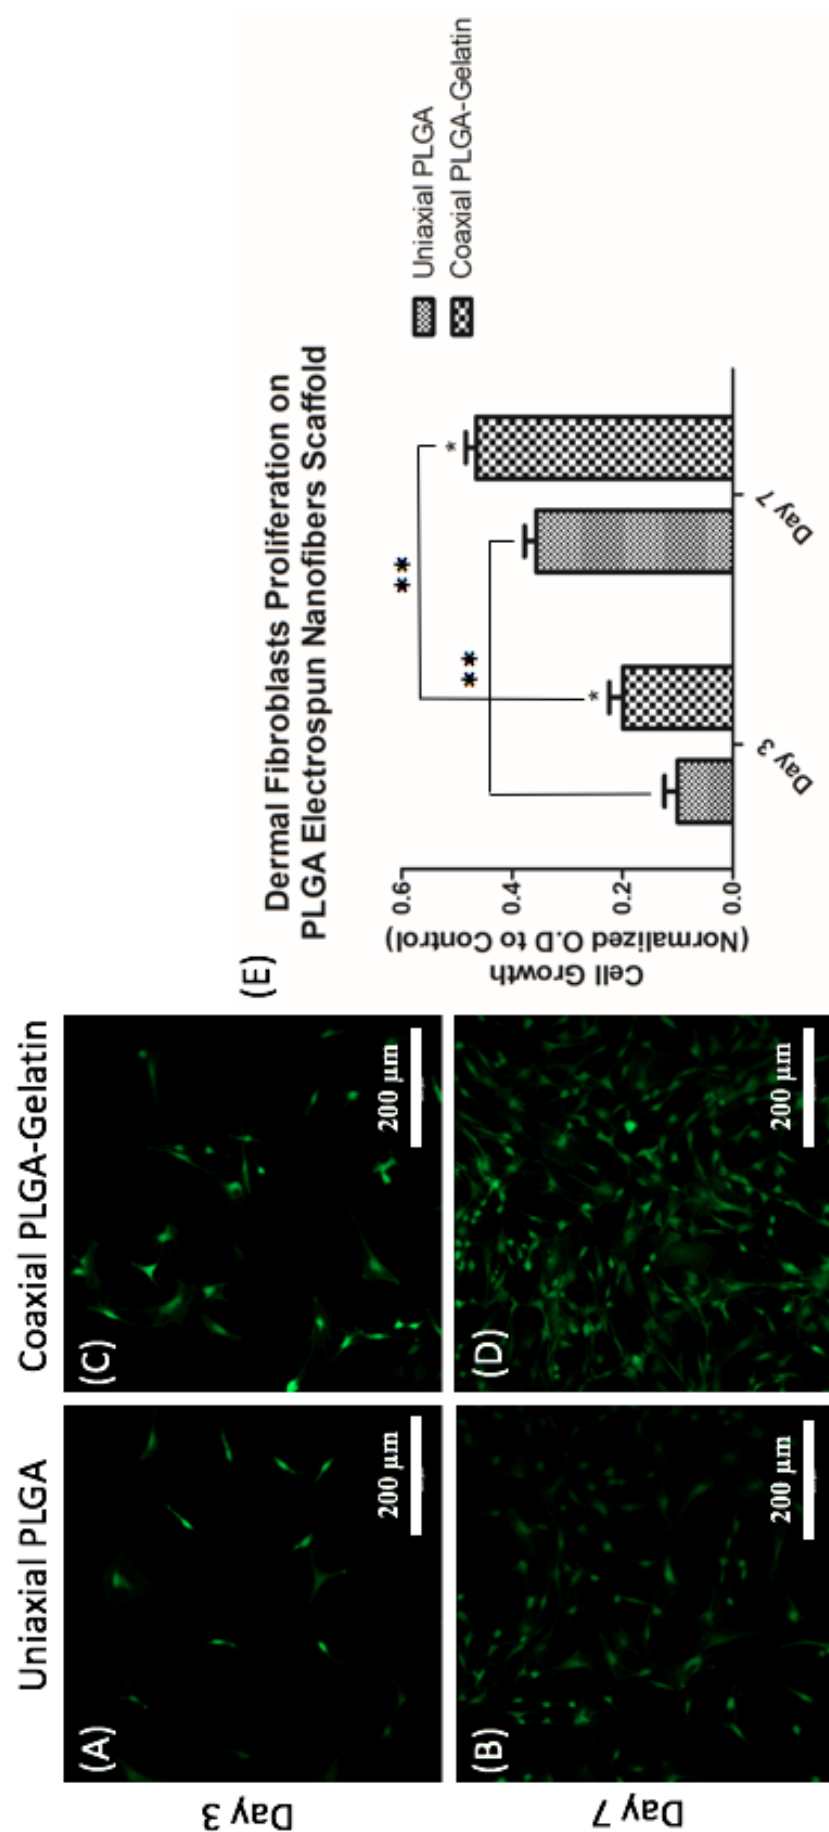 Uniaxial PLGA
Coaxial PLGA-Gelatin
Day 3
(A)
200 μm
(C)
200 μm
Day 7
(B)
200 μm
(D)
200 μm
(E)
Dermal Fibroblasts Proliferation on
PLGA Electrospun Nanofibers Scaffold
Cell Growth
(Normalized O.D to Control)
0.6
0.4
0.2
0.0
**
**
*
*
Day 3
Day 7
Uniaxial PLGA
Coaxial PLGA-Gelatin